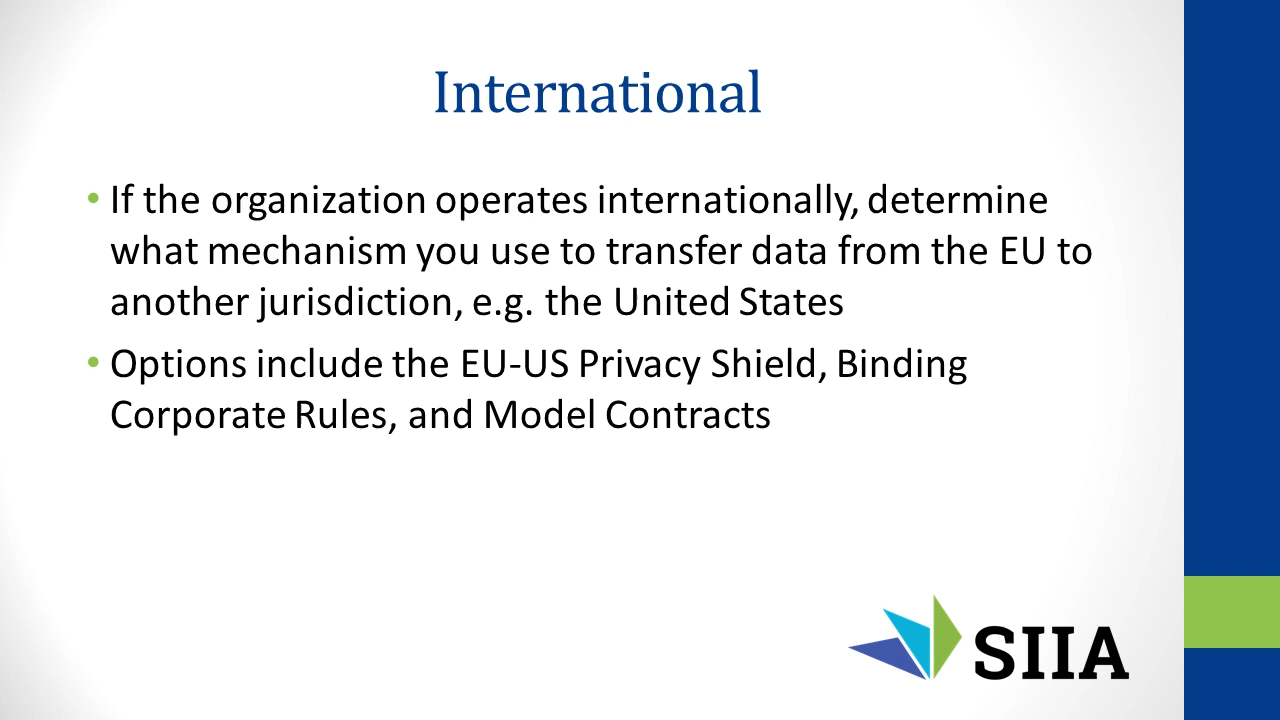 International
• If the organization operates internationally, determine
what mechanism you use to transfer data from the EU to
another jurisdiction, e.g. the United States
• Options include the EU-US Privacy Shield, Binding
Corporate Rules, and Model Contracts
SIIA